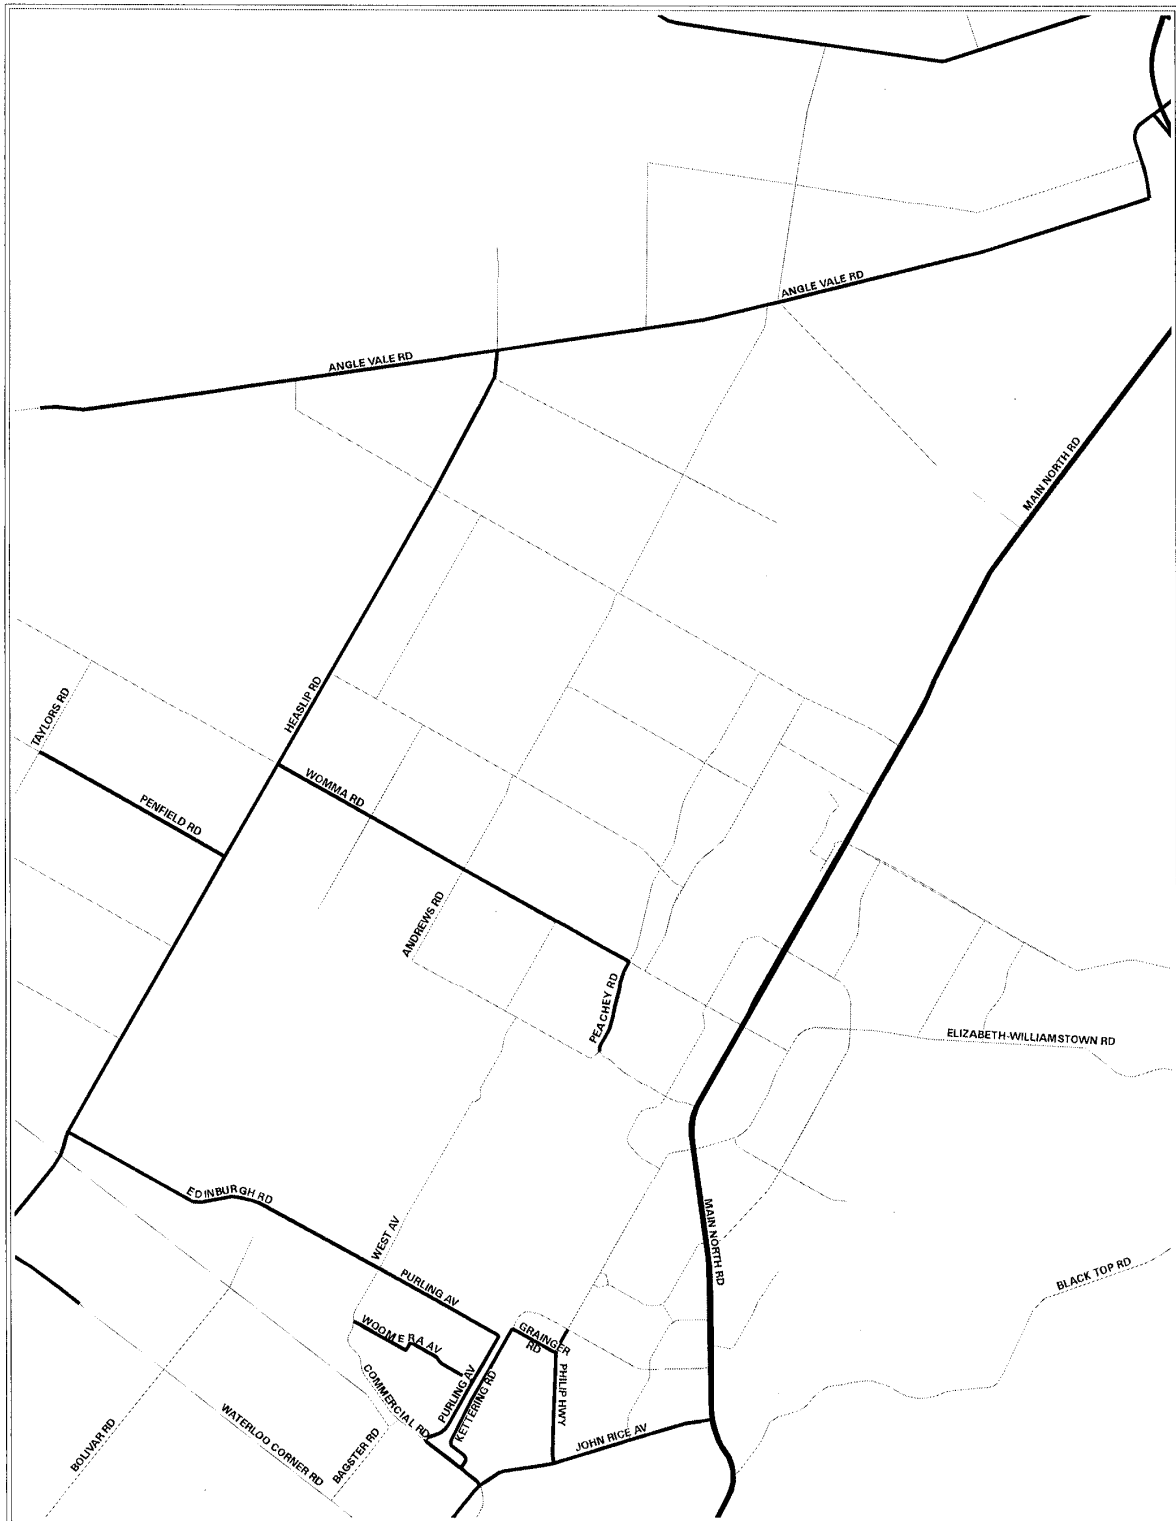 ANGLE VALE RD
ANGLE VALE RD
MAIN NORTH RD
TAYLORS RD
HEASLIP RD
WOMMA RD
PENFIELD RD
ANDREWS RD
PEACHEY RD
ELIZABETH-WILLIAMSTOWN RD
EDINBURGH RD
WEST AV
MAIN NORTH RD
PURLING AV
BLACK TOP RD
WOOMERA AV
GRAINGER
RD
COMMERCIAL RD
PURLING AV
KETTERING RD
PHILIP HWY
BOLIVAR RD
WATERLOO CORNER RD
BAGSTER RD
JOHN RICE AV